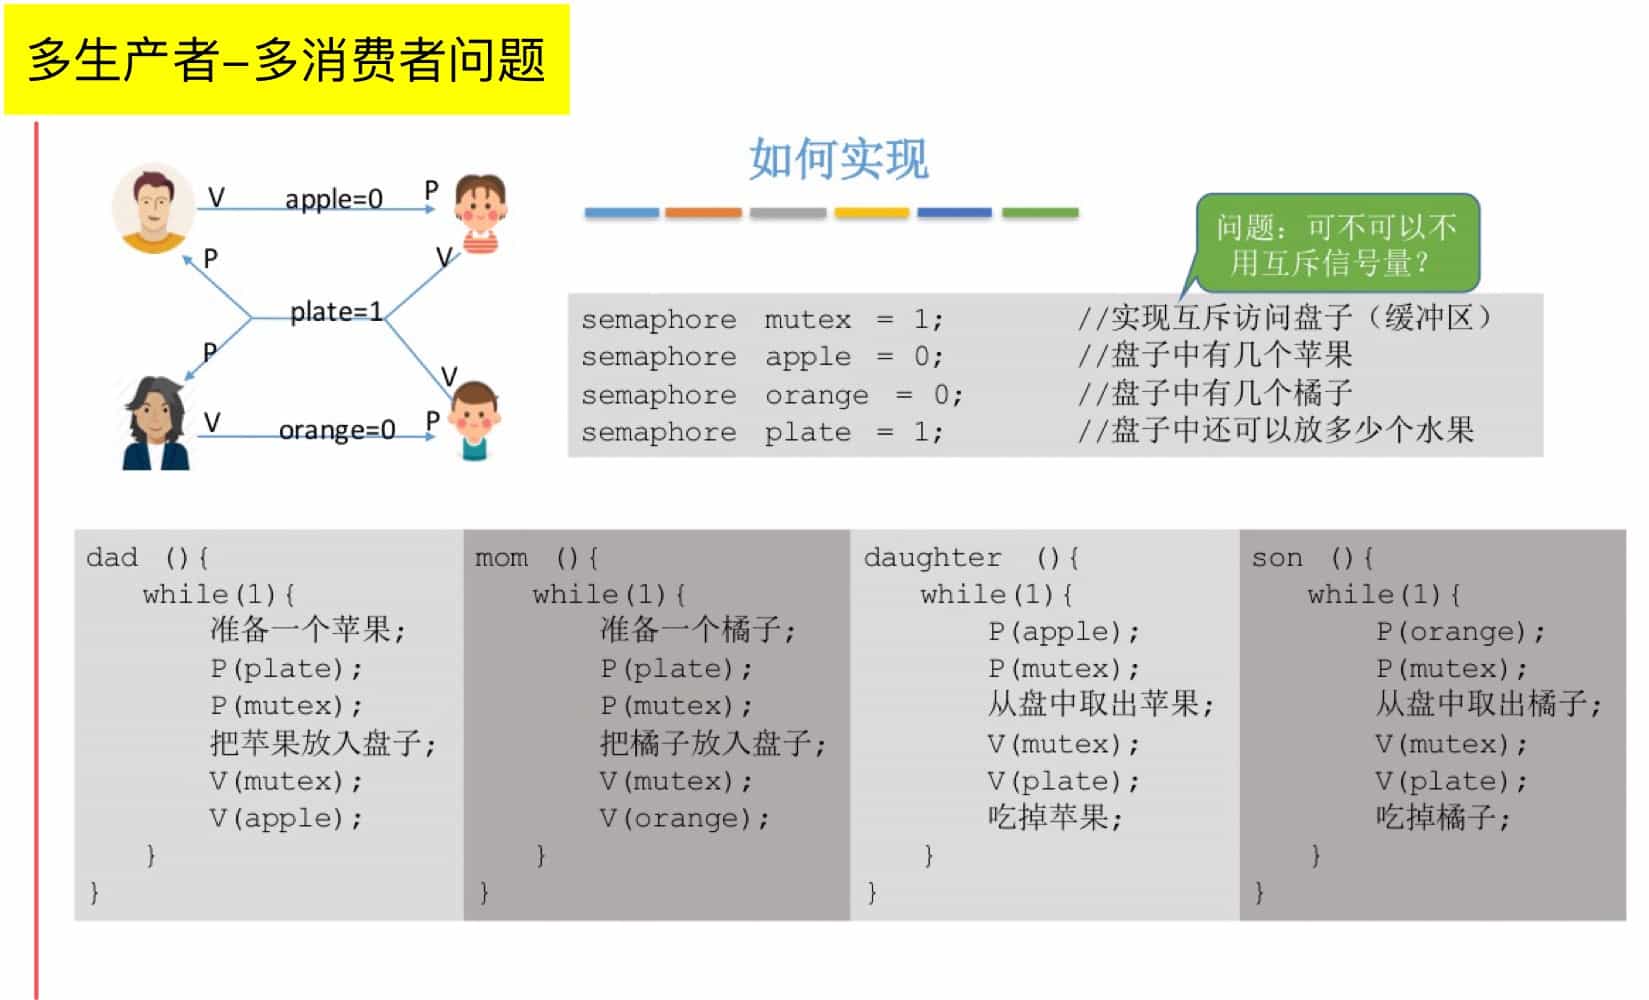 多生产者–多消费者问题
如何实现
问题：可不可以不
用互斥信号量？
V apple=0 P
P V
plate=1
P V
V orange=0 P
semaphore mutex = 1; //实现互斥访问盘子（缓冲区）
semaphore apple = 0; //盘子中有几个苹果
semaphore orange = 0; //盘子中有几个橘子
semaphore plate = 1; //盘子中还可以放多少个水果
dad (){
while(1){
准备一个苹果;
P(plate);
P(mutex);
把苹果放入盘子;
V(mutex);
V(apple);
}
}
mom (){
while(1){
准备一个橘子;
P(plate);
P(mutex);
把橘子放入盘子;
V(mutex);
V(orange);
}
}
daughter (){
while(1){
P(apple);
P(mutex);
从盘中取出苹果;
V(mutex);
V(plate);
吃掉苹果;
}
}
son (){
while(1){
P(orange);
P(mutex);
从盘中取出橘子;
V(mutex);
V(plate);
吃掉橘子;
}
}